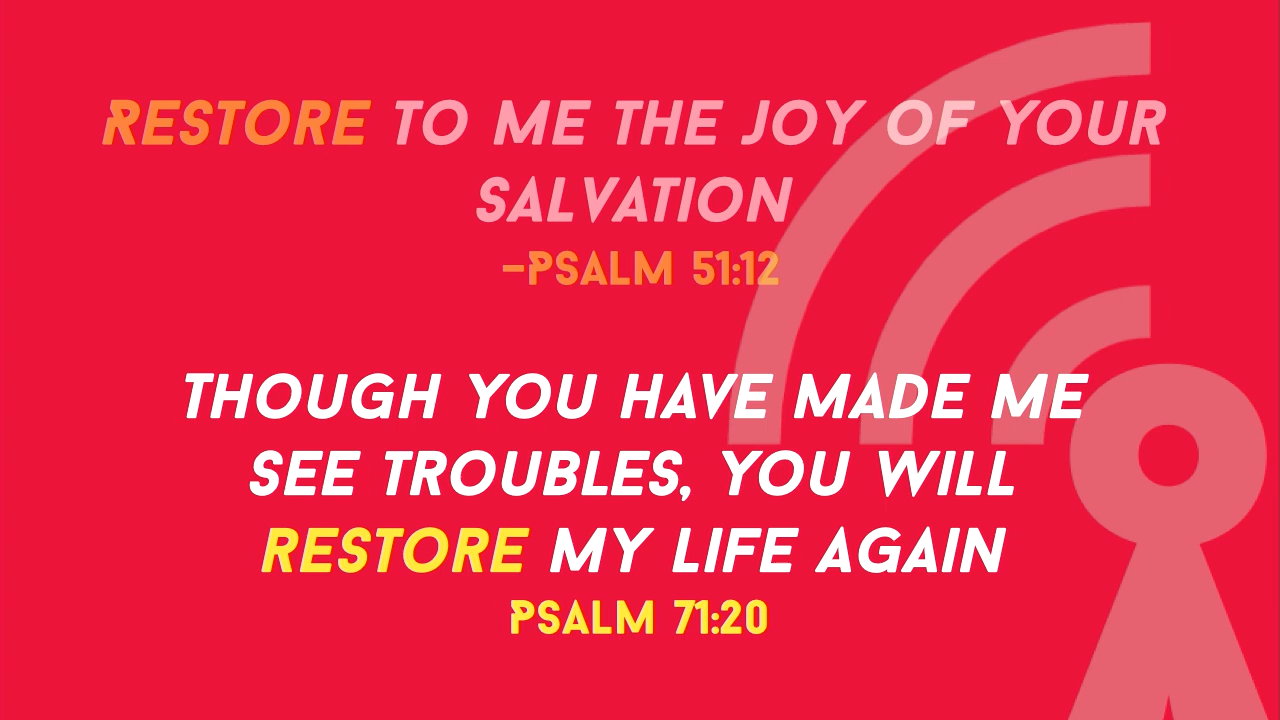 RESTORE TO ME THE JOY OF YOUR
SALVATION
-PSALM 51:12
THOUGH YOU HAVE MADE ME
SEE TROUBLES, YOU WILL
RESTORE MY LIFE AGAIN
PSALM 71:20